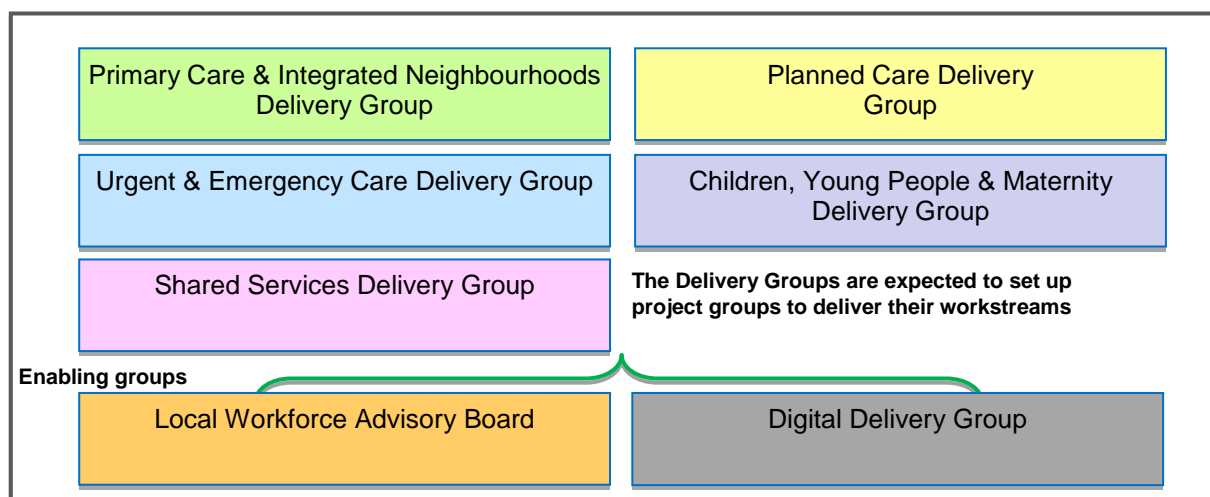 Primary Care & Integrated Neighbourhoods
Delivery Group
Planned Care Delivery
Group
Urgent & Emergency Care Delivery Group
Children, Young People & Maternity
Delivery Group
Shared Services Delivery Group
The Delivery Groups are expected to set up
project groups to deliver their workstreams
Enabling groups
Local Workforce Advisory Board
Digital Delivery Group